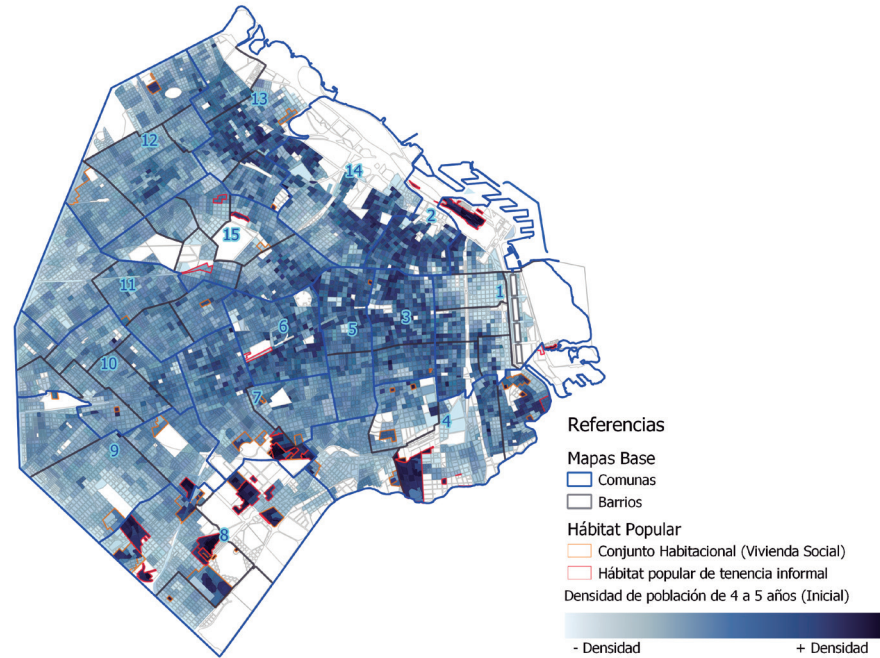 13
12
14
2
15
1
11
6
5
3
10
7
4
9
8
Referencias
Mapas Base
Comunas
Barrios
Hábitat Popular
Conjunto Habitacional (Vivienda Social)
Hábitat popular de tenencia informal
Densidad de población de 4 a 5 años (Inicial)
- Densidad + Densidad